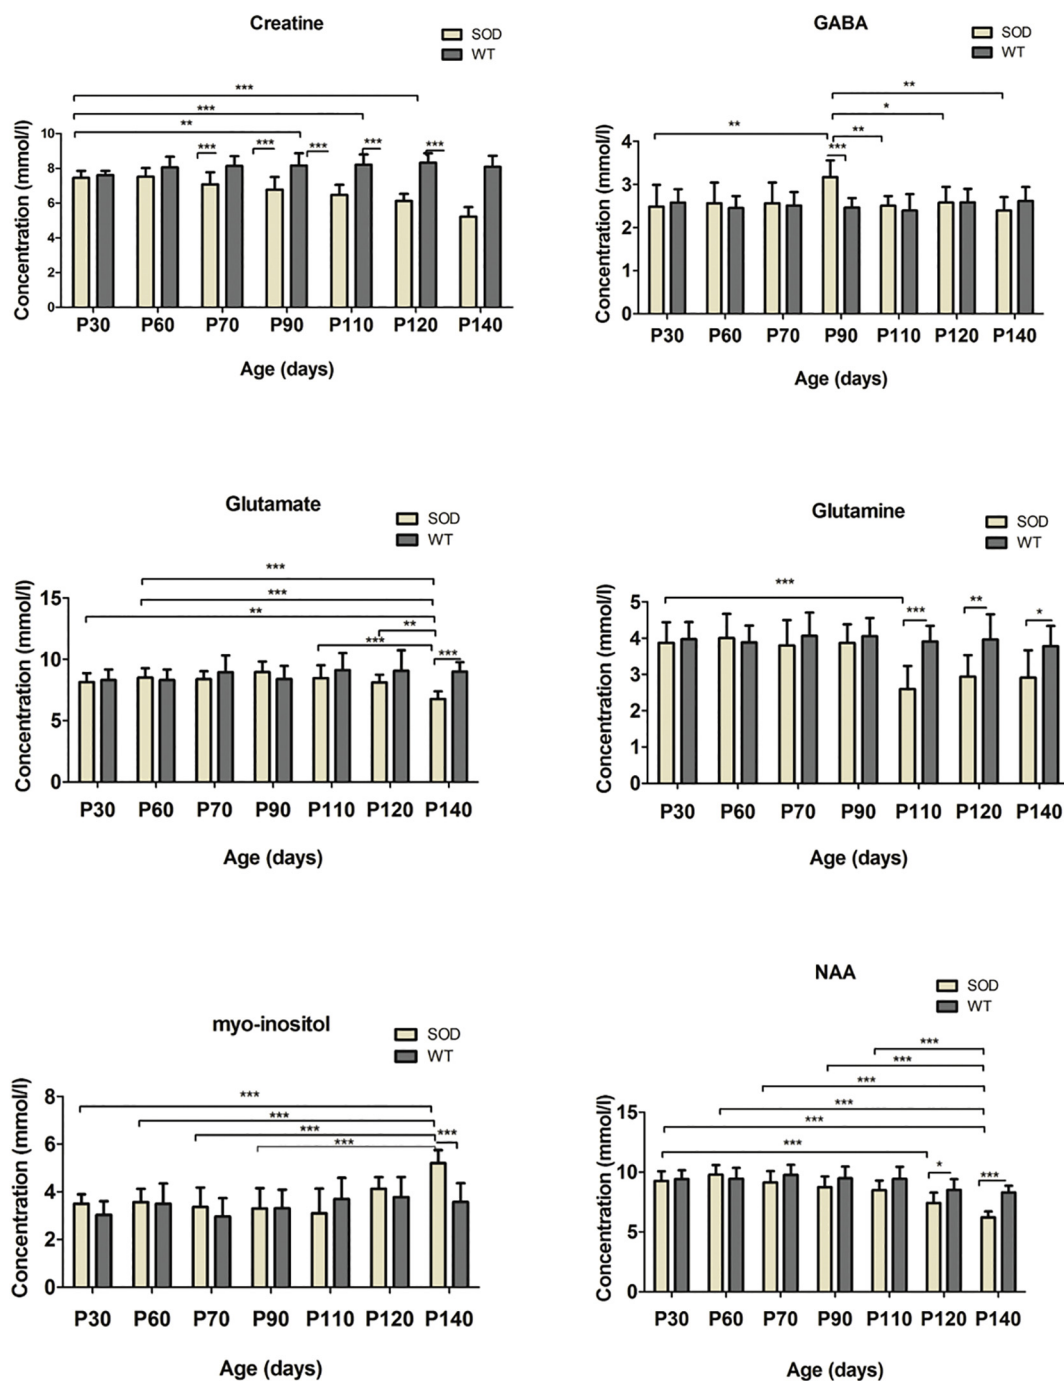 Creatine
SOD
WT
***
***
**
*** *** *** *** ***
Concentration (mmol/l)
10
8
6
4
2
0
P30 P60 P70 P90 P110 P120 P140
Age (days)
GABA
SOD
WT
**
*
** **
***
Concentration (mmol/l)
4
3
2
1
0
P30 P60 P70 P90 P110 P120 P140
Age (days)
Glutamate
SOD
WT
***
***
**
**
***
***
Concentration (mmol/l)
15
10
5
0
P30 P60 P70 P90 P110 P120 P140
Age (days)
Glutamine
SOD
WT
***
*** ** *
Concentration (mmol/l)
5
4
3
2
1
0
P30 P60 P70 P90 P110 P120 P140
Age (days)
myo-inositol
SOD
WT
***
***
***
***
***
Concentration (mmol/l)
8
6
4
2
0
P30 P60 P70 P90 P110 P120 P140
Age (days)
NAA
SOD
WT
***
***
***
***
***
***
* ***
Concentration (mmol/l)
15
10
5
0
P30 P60 P70 P90 P110 P120 P140
Age (days)